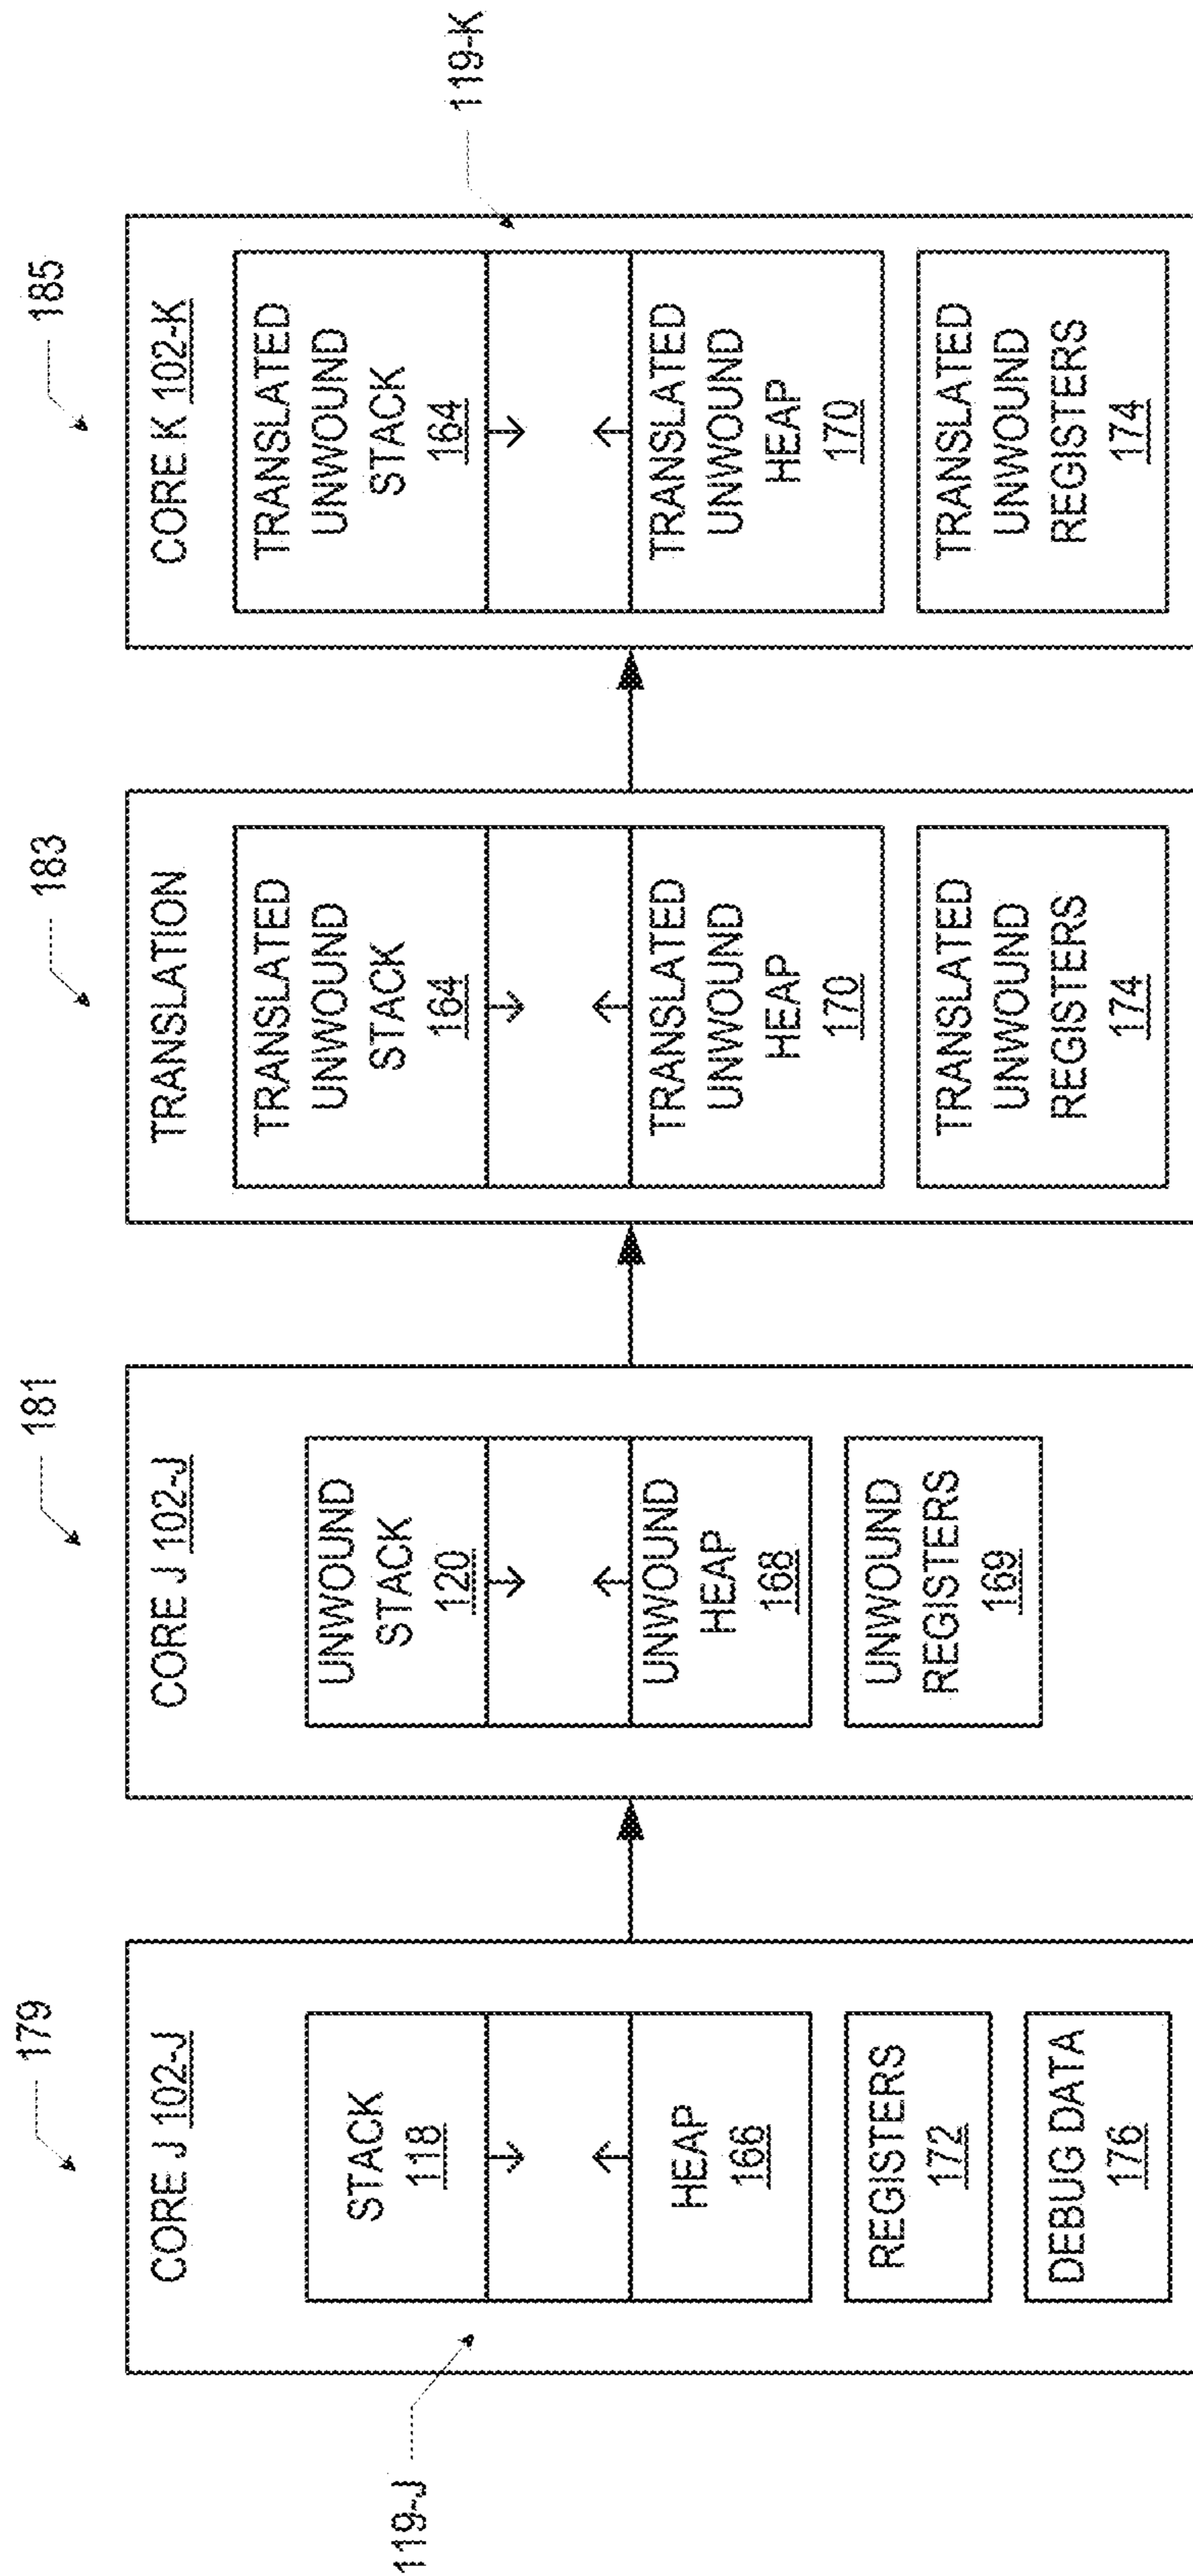 179
CORE J 102-J
STACK
118
HEAP
166
REGISTERS
172
DEBUG DATA
176
119-J
181
CORE J 102-J
UNWOUND
STACK
120
UNWOUND
HEAP
168
UNWOUND
REGISTERS
169
183
TRANSLATION
TRANSLATED
UNWOUND
STACK
164
TRANSLATED
UNWOUND
HEAP
170
TRANSLATED
UNWOUND
REGISTERS
174
185
CORE K 102-K
TRANSLATED
UNWOUND
STACK
164
TRANSLATED
UNWOUND
HEAP
170
TRANSLATED
UNWOUND
REGISTERS
174
119-K